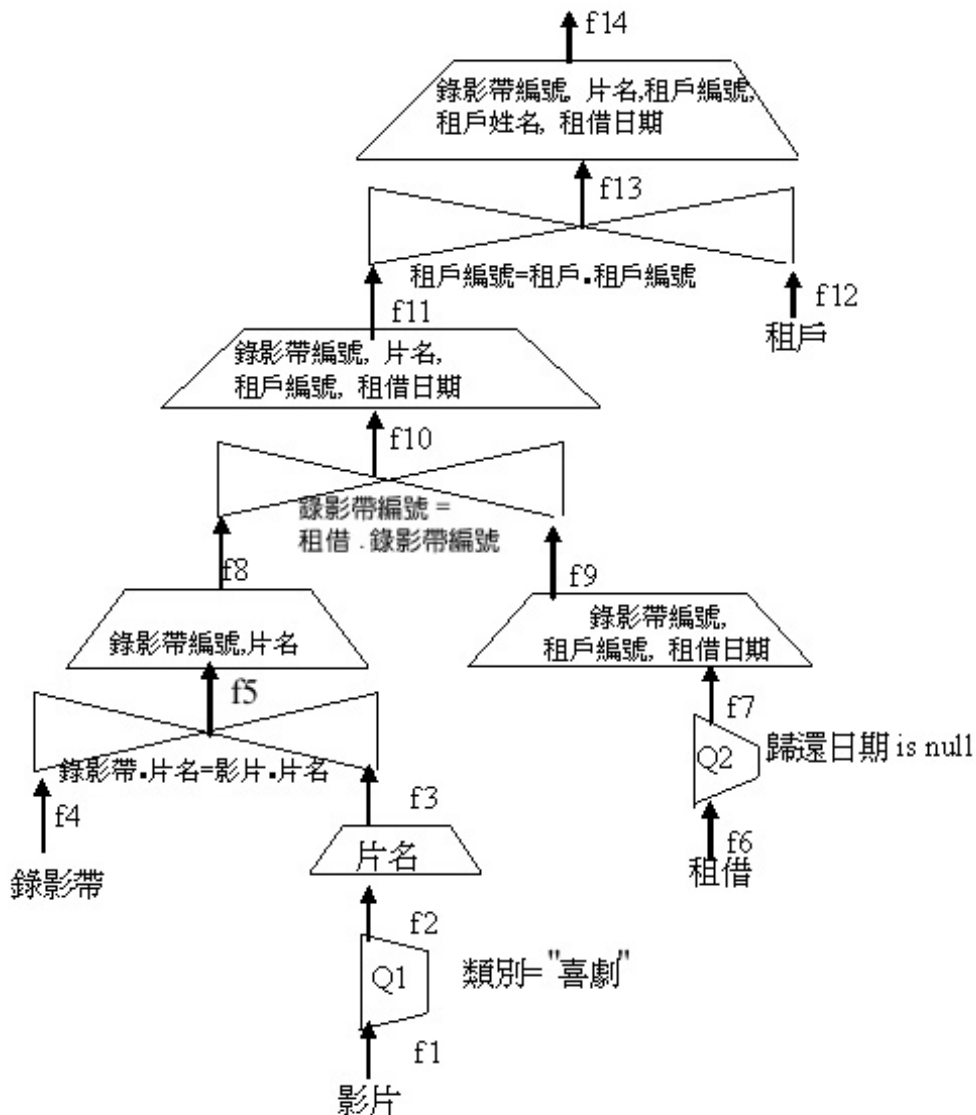 f14
錄影帶編號, 片名,租戶編號,
租戶姓名, 租借日期
f13
租戶編號=租戶.租戶編號
f12
租戶
f11
錄影帶編號, 片名,
租戶編號, 租借日期
f10
錄影帶編號 =
租借 . 錄影帶編號
f8
f9
錄影帶編號,片名
錄影帶編號,
租戶編號, 租借日期
f5
f7
錄影帶.片名=影片.片名
Q2
歸還日期 is null
f4
f3
f6
錄影帶
片名
租借
f2
Q1
類別= "喜劇"
f1
影片